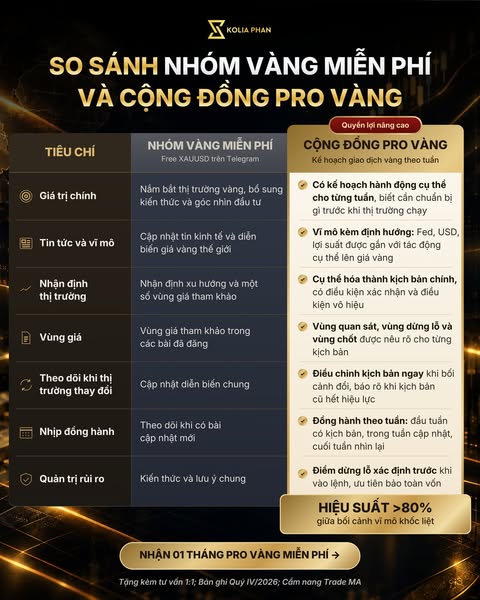 KOLIA PHAN
SO SÁNH NHÓM VÀNG MIỄN PHÍ
VÀ CỘNG ĐỒNG PRO VÀNG
Quyền lợi nâng cao
TIÊU CHÍ
NHÓM VÀNG MIỄN PHÍ
Free XAUUSD trên Telegram
CỘNG ĐỒNG PRO VÀNG
Kế hoạch giao dịch vàng theo tuần
Giá trị chính
Nắm bắt thị trường vàng, bổ sung
kiến thức và góc nhìn đầu tư
Có kế hoạch hành động cụ thể
cho từng tuần, biết cần chuẩn bị
gì trước khi thị trường chạy
Tin tức và vĩ mô
Cập nhật tin kinh tế và diễn
biến giá vàng thế giới
Vĩ mô kèm định hướng: Fed, USD,
lợi suất được gắn với tác động
cụ thể lên giá vàng
Nhận định
thị trường
Nhận định xu hướng và một
số vùng giá tham khảo
Cụ thể hóa thành kịch bản chính,
có điều kiện xác nhận và điều
kiện vô hiệu
Vùng giá
Vùng giá tham khảo trong
các bài đã đăng
Vùng quan sát, vùng dừng lỗ và
vùng chốt được nêu rõ cho từng
kịch bản
Theo dõi khi thị
trường thay đổi
Cập nhật diễn biến chung
Điều chỉnh kịch bản ngay khi bối
cảnh đổi, báo rõ khi kịch bản
cũ hết hiệu lực
Nhịp đồng hành
Theo dõi khi có bài
cập nhật mới
Đồng hành theo tuần: đầu tuần
có kịch bản, trong tuần cập nhật,
cuối tuần nhìn lại
Quản trị rủi ro
Kiến thức và lưu ý chung
Điểm dừng lỗ xác định trước khi
vào lệnh, ưu tiên bảo toàn vốn
HIỆU SUẤT >80%
giữa bối cảnh vĩ mô khốc liệt
NHẬN 01 THÁNG PRO VÀNG MIỄN PHÍ →
Tặng kèm tư vấn 1:1; Bản ghi Quý IV/2026; Cẩm nang Trade MA